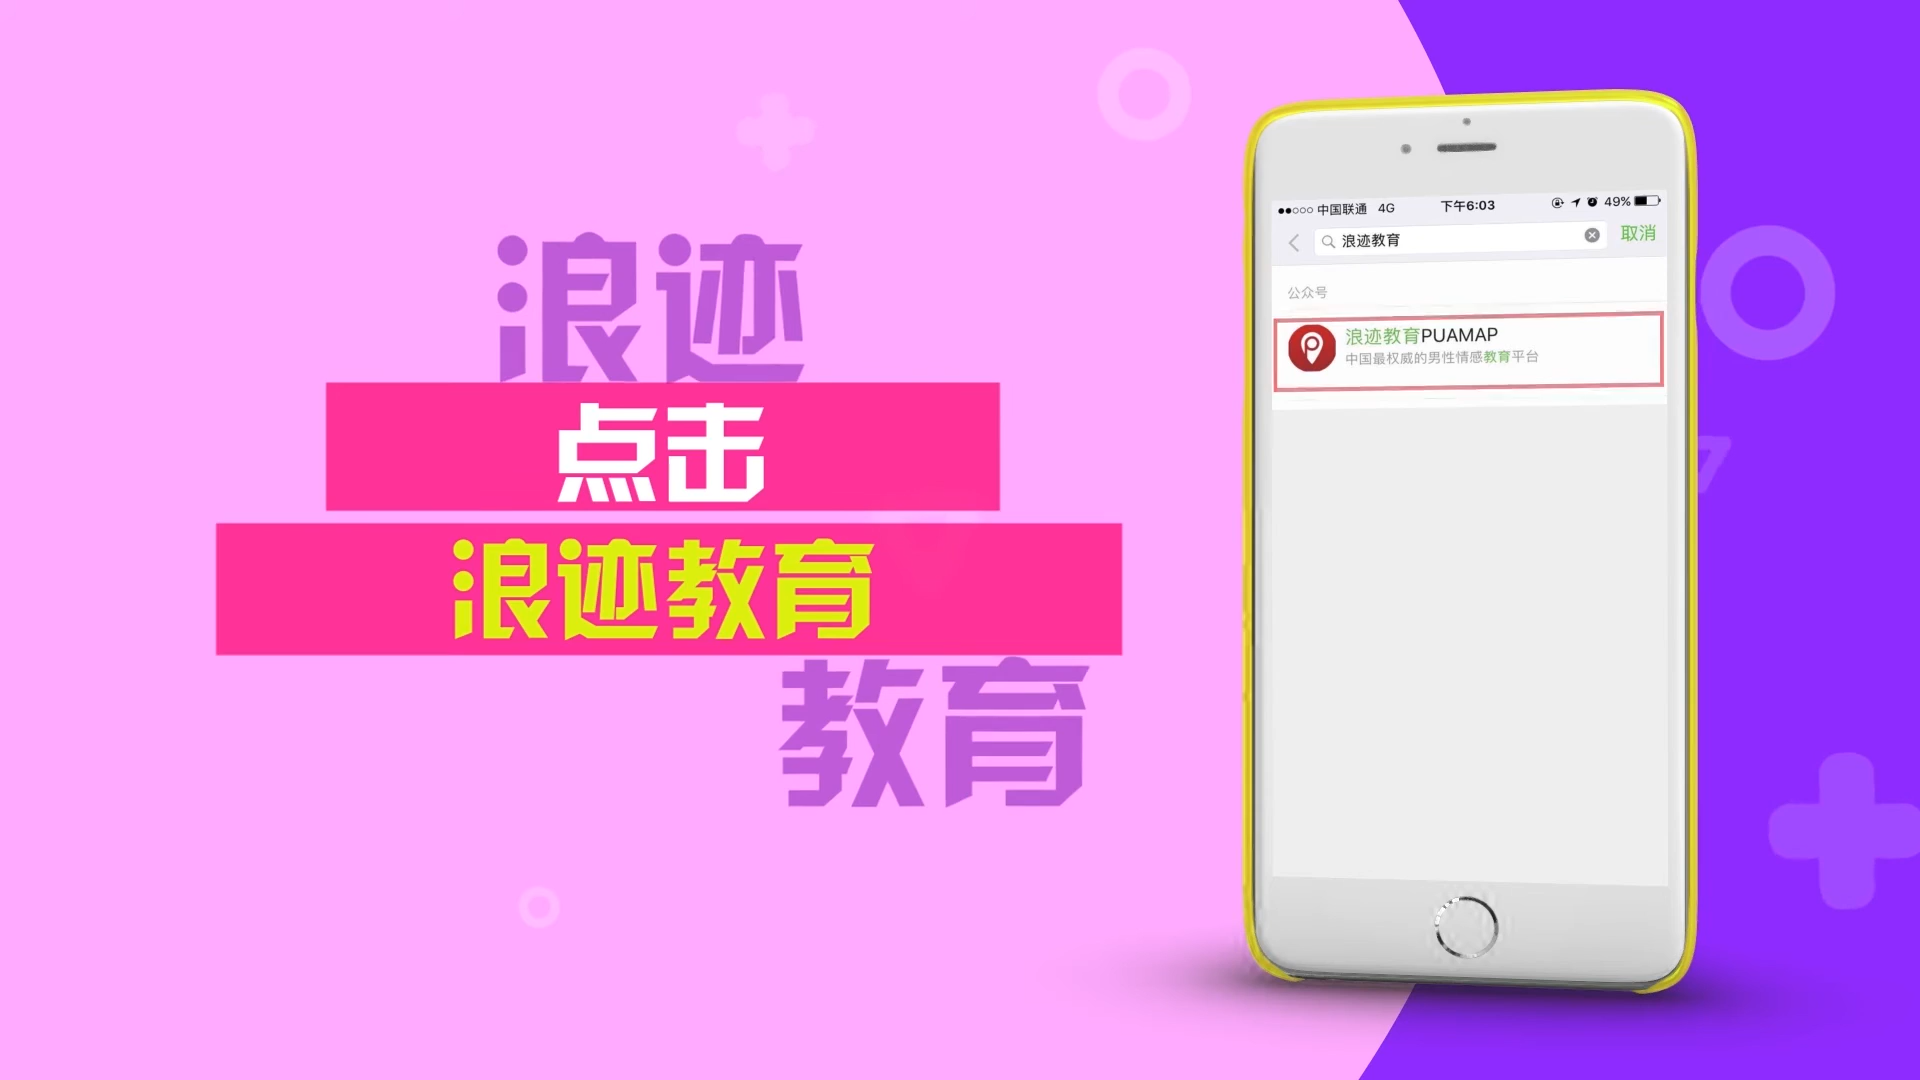 浪迹
点击
浪迹教育
教育
中国联通 4G 下午6:03 49%
浪迹教育 取消
公众号
浪迹教育PUAMAP
中国最权威的男性情感教育平台